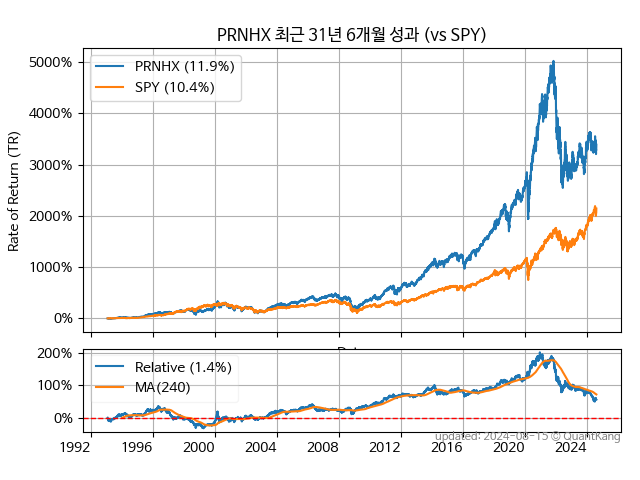 PRNHX 최근 31년 6개월 성과 (vs SPY)
Rate of Return (TR)
5000%
4000%
3000%
2000%
1000%
0%
PRNHX (11.9%)
SPY (10.4%)
200%
100%
0%
Relative (1.4%)
MA(240)
1992 1996 2000 2004 2008 2012 2016 2020 2024
updated: 2024-08-15 © QuantKang